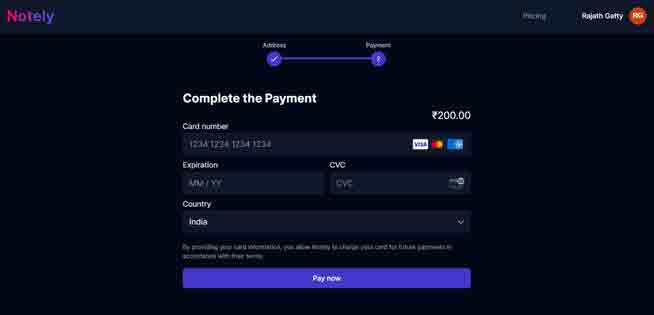 Notely
Pricing
Rajath Gatty
RG
Address
Payment
2
Complete the Payment
₹200.00
Card number
1234 1234 1234 1234
VISA
Expiration
CVC
MM / YY
CVC
Country
India
By providing your card information, you allow Notely to charge your card for future payments in
accordance with their terms.
Pay now